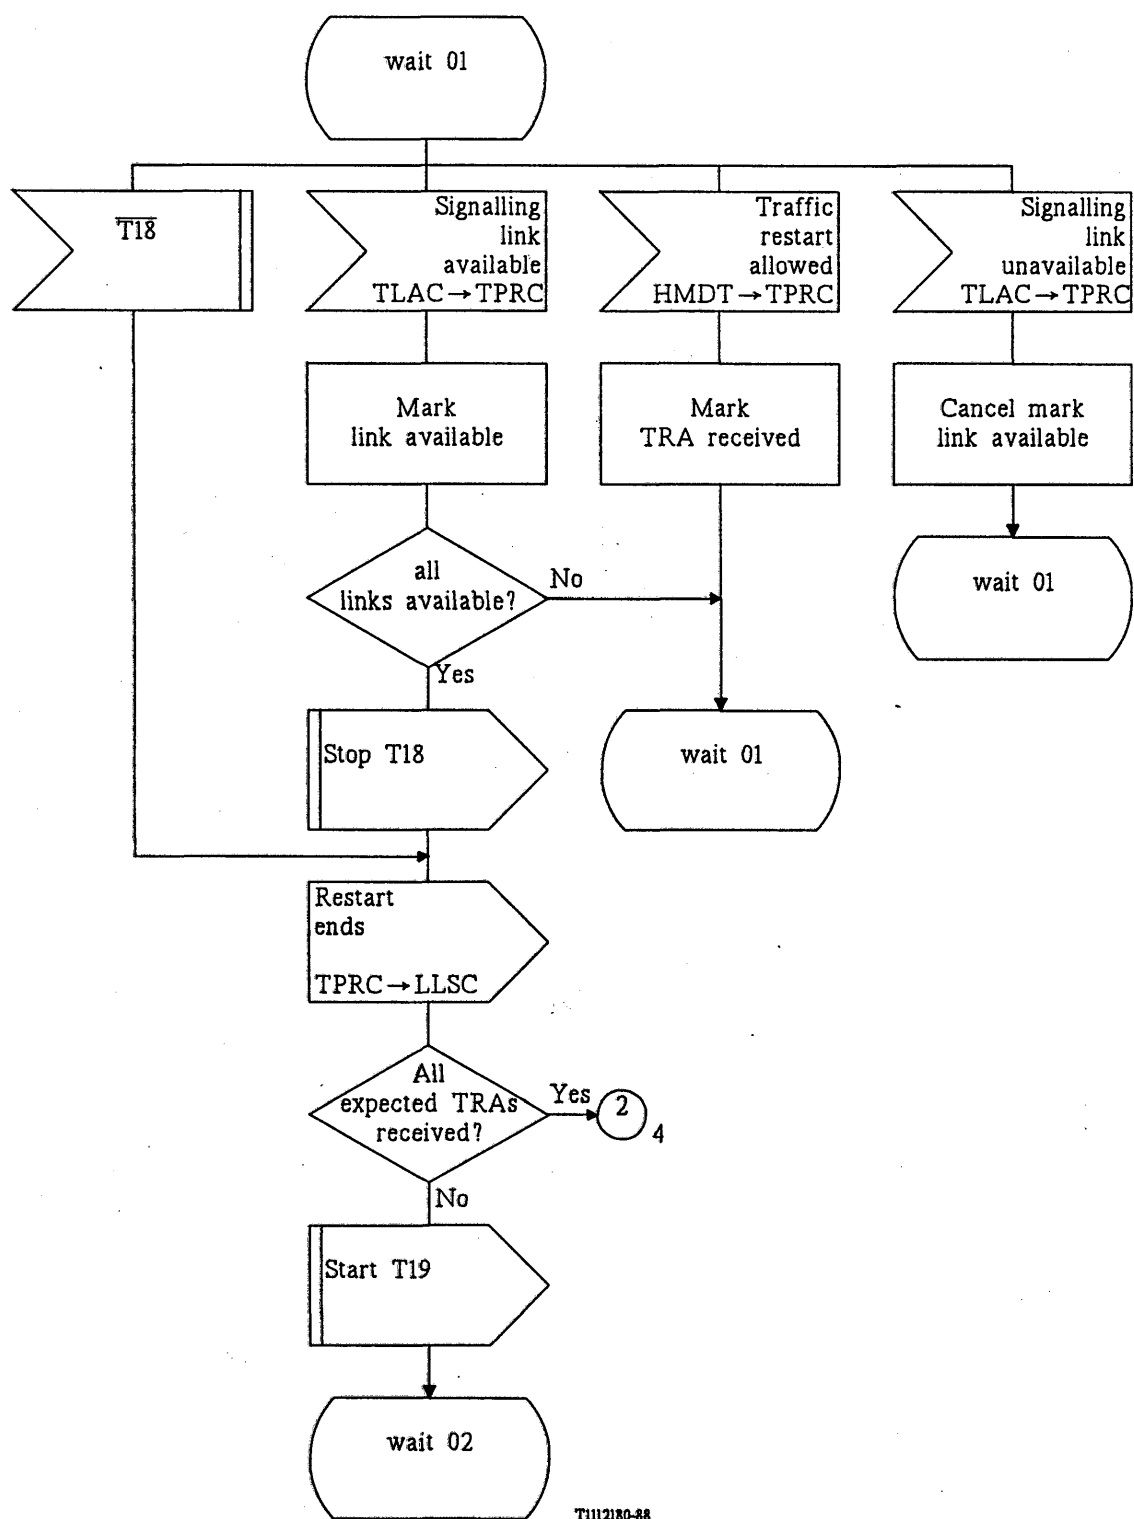 wait 01
T18
Signalling
link
available
TLAC→TPRC
Traffic
restart
allowed
HMDT→TPRC
Signalling
link
unavailable
TLAC→TPRC
Mark
link available
Mark
TRA received
Cancel mark
link available
all
links available?
No
Yes
wait 01
Stop T18
wait 01
Restart
ends
TPRC→LLSC
All
expected TRAs
received?
Yes
2
4
No
Start T19
wait 02
T1112180-88